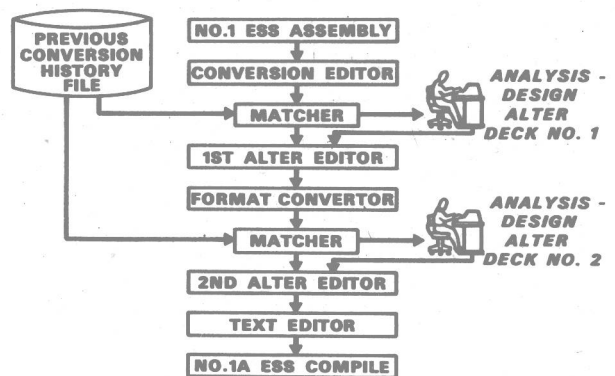 PREVIOUS
CONVERSION
HISTORY
FILE
NO.1 ESS ASSEMBLY
CONVERSION EDITOR
MATCHER
ANALYSIS -
DESIGN
ALTER
DECK NO. 1
1ST ALTER EDITOR
FORMAT CONVERTOR
MATCHER
ANALYSIS -
DESIGN
ALTER
DECK NO. 2
2ND ALTER EDITOR
TEXT EDITOR
NO.1A ESS COMPILE